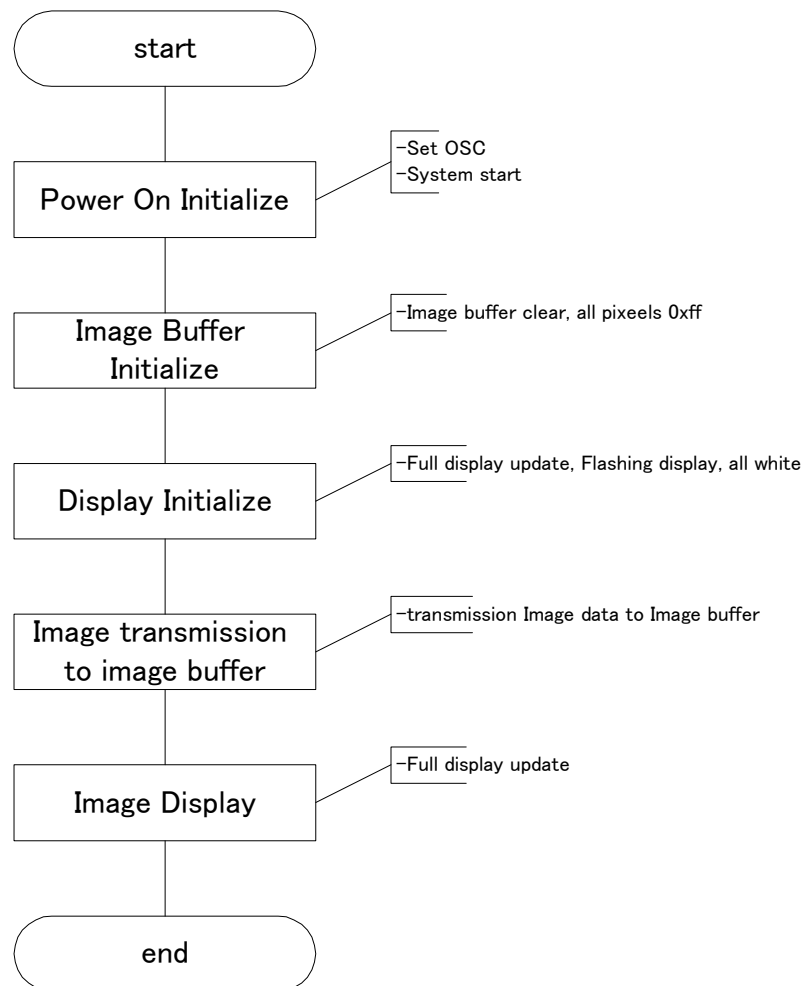 start
Power On Initialize
-Set OSC
-System start
Image Buffer
Initialize
-Image buffer clear, all pixeels 0xff
Display Initialize
-Full display update, Flashing display, all white
Image transmission
to image buffer
-transmission Image data to Image buffer
Image Display
-Full display update
end